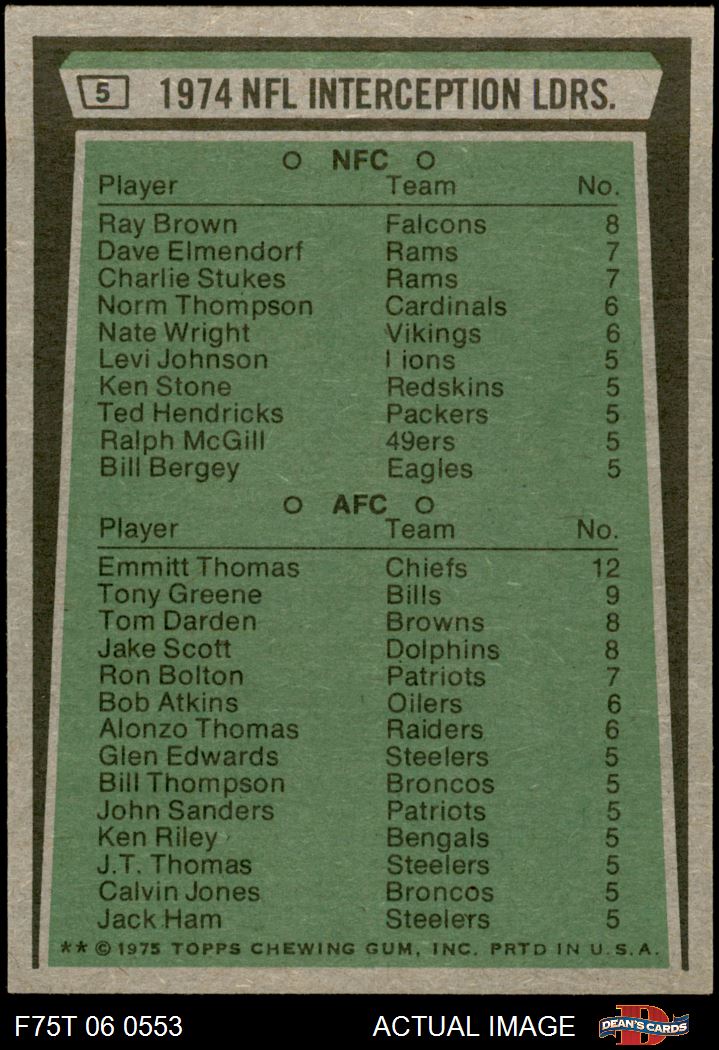 5 1974 NFL INTERCEPTION LDRS.
O NFC O
Player Team No.
Ray Brown Falcons 8
Dave Elmendorf Rams 7
Charlie Stukes Rams 7
Norm Thompson Cardinals 6
Nate Wright Vikings 6
Levi Johnson Lions 5
Ken Stone Redskins 5
Ted Hendricks Packers 5
Ralph McGill 49ers 5
Bill Bergey Eagles 5
O AFC O
Player Team No.
Emmitt Thomas Chiefs 12
Tony Greene Bills 9
Tom Darden Browns 8
Jake Scott Dolphins 8
Ron Bolton Patriots 7
Bob Atkins Oilers 6
Alonzo Thomas Raiders 6
Glen Edwards Steelers 5
Bill Thompson Broncos 5
John Sanders Patriots 5
Ken Riley Bengals 5
J.T. Thomas Steelers 5
Calvin Jones Broncos 5
Jack Ham Steelers 5
** © 1975 TOPPS CHEWING GUM, INC. PRTD IN U.S.A.
F75T 06 0553 ACTUAL IMAGE DEAN'S CARDS